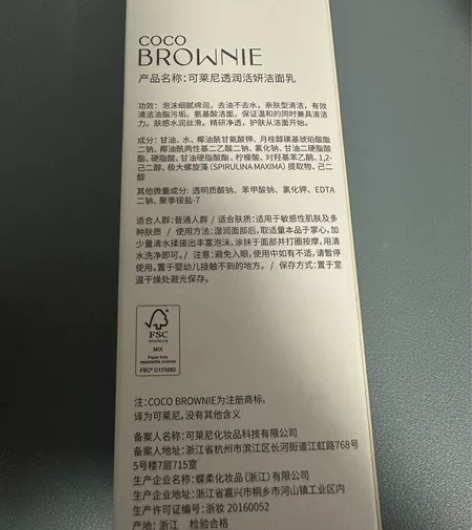 COCO
BROWNIE
产品名称：可莱尼透润活妍洁面乳
功效：泡沫细腻绵润。去油不去水，亲肤型清洁，有效
清洁油脂污垢。氨基酸洁面，保证温和的同时兼具清洁
力。肤感水润丝滑。精研净透，护肤从洁面开始。
成分：甘油、水、椰油酰甘氨酸钾、月桂醇磺基琥珀酸酯
二钠、椰油酰两性基二乙酸二钠、氯化钠、甘油二硬脂酸
酯、硬脂酸、甘油硬脂酸酯、柠檬酸、对羟基苯乙酮、1,2-
己二醇、极大螺旋藻（SPIRULINA MAXIMA）提取物、己二
醇
其他微量成分：透明质酸钠、苯甲酸钠、氯化钾、EDTA
二钠、聚季铵盐-7
适合人群：普通人群 / 适合肤质：适用于敏感性肌肤及多
种肤质 / 使用方法：湿润面部后，取适量本品于掌心，加
少量清水揉搓出丰富泡沫，涂抹于面部并打圈按摩，用清
水洗净即可。/ 注意：避免入眼，使用中如有不适，请暂停
使用。置于婴幼儿接触不到的地方。/ 保存方式：置于室
温干燥处避光保存。
FSC
www.fsc.org
MIX
Paper from
responsible sources
FSC® C173592
注：COCO BROWNIE为注册商标，
译为可莱尼，没有其他含义
备案人名称：可莱尼化妆品科技有限公司
备案人地址：浙江省杭州市滨江区长河街道江虹路768号
5号楼7层715室
生产企业名称：蝶柔化妆品（浙江）有限公司
生产企业地址：浙江省嘉兴市桐乡市河山镇工业区内
生产许可证编号：浙妆 20160052
产地：浙江 检验合格